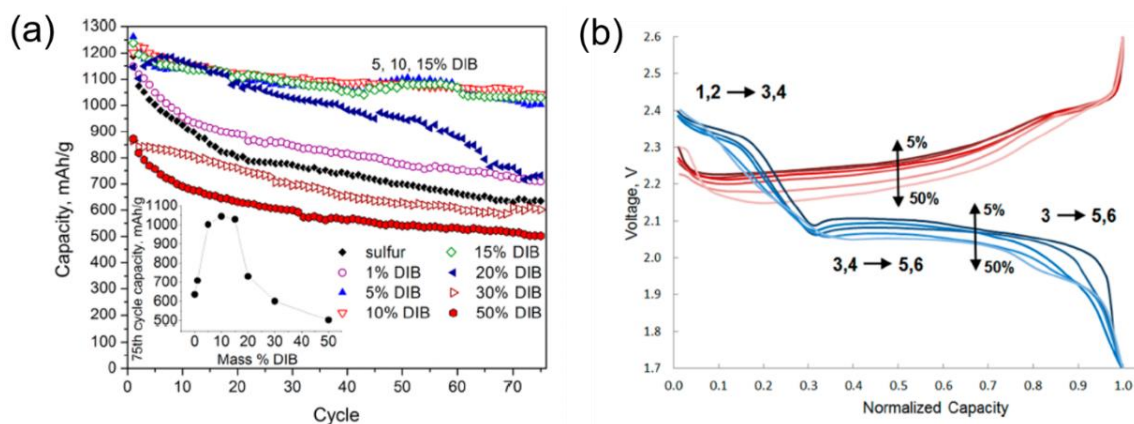 (a)
1300
1200
1100
1000
900
800
700
600
500
400
300
200
100
0
Capacity, mAh/g
5, 10, 15% DIB
1100
1000
900
800
700
600
500
75th cycle capacity, mAh/g
0 10 20 30 40 50
Mass % DIB
sulfur
1% DIB
5% DIB
10% DIB
15% DIB
20% DIB
30% DIB
50% DIB
0 10 20 30 40 50 60 70
Cycle
(b)
2.6
2.5
2.4
2.3
2.2
2.1
2.0
1.9
1.8
1.7
Voltage, V
1,2 → 3,4
5%
50%
5%
3 → 5,6
50%
3,4 → 5,6
0.0 0.1 0.2 0.3 0.4 0.5 0.6 0.7 0.8 0.9 1.0
Normalized Capacity